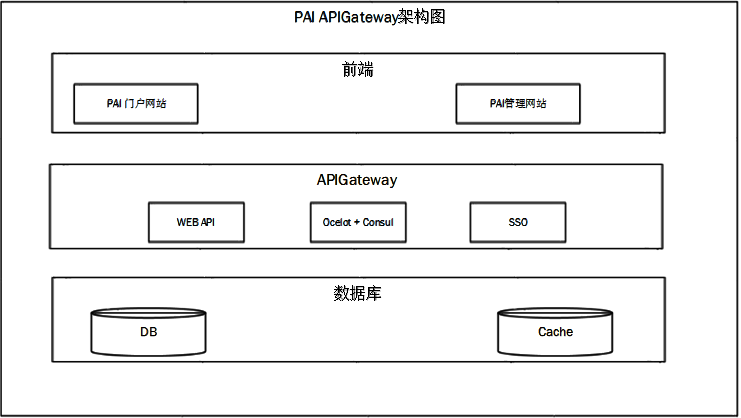 PAI APIGateway架构图
前端
PAI 门户网站
PAI管理网站
APIGateway
WEB API
Ocelot + Consul
SSO
数据库
DB
Cache